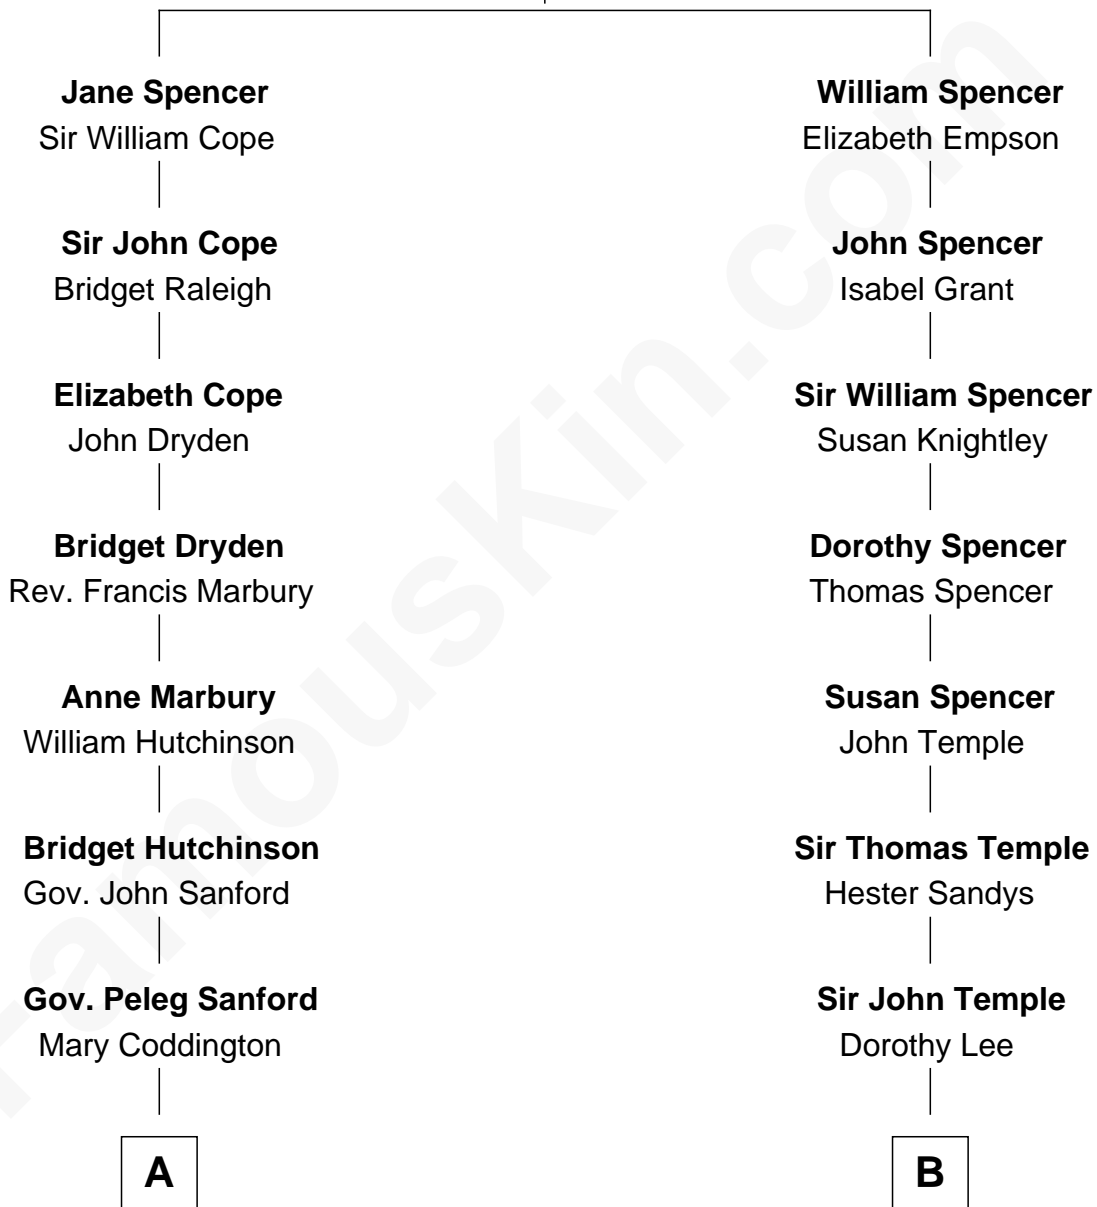 Jane Spencer
Sir William Cope
Sir John Cope
Bridget Raleigh
Elizabeth Cope
John Dryden
Bridget Dryden
Rev. Francis Marbury
Anne Marbury
William Hutchinson
Bridget Hutchinson
Gov. John Sanford
Gov. Peleg Sanford
Mary Coddington
A
William Spencer
Elizabeth Empson
John Spencer
Isabel Grant
Sir William Spencer
Susan Knightley
Dorothy Spencer
Thomas Spencer
Susan Spencer
John Temple
Sir Thomas Temple
Hester Sandys
Sir John Temple
Dorothy Lee
B
FamousKin.com